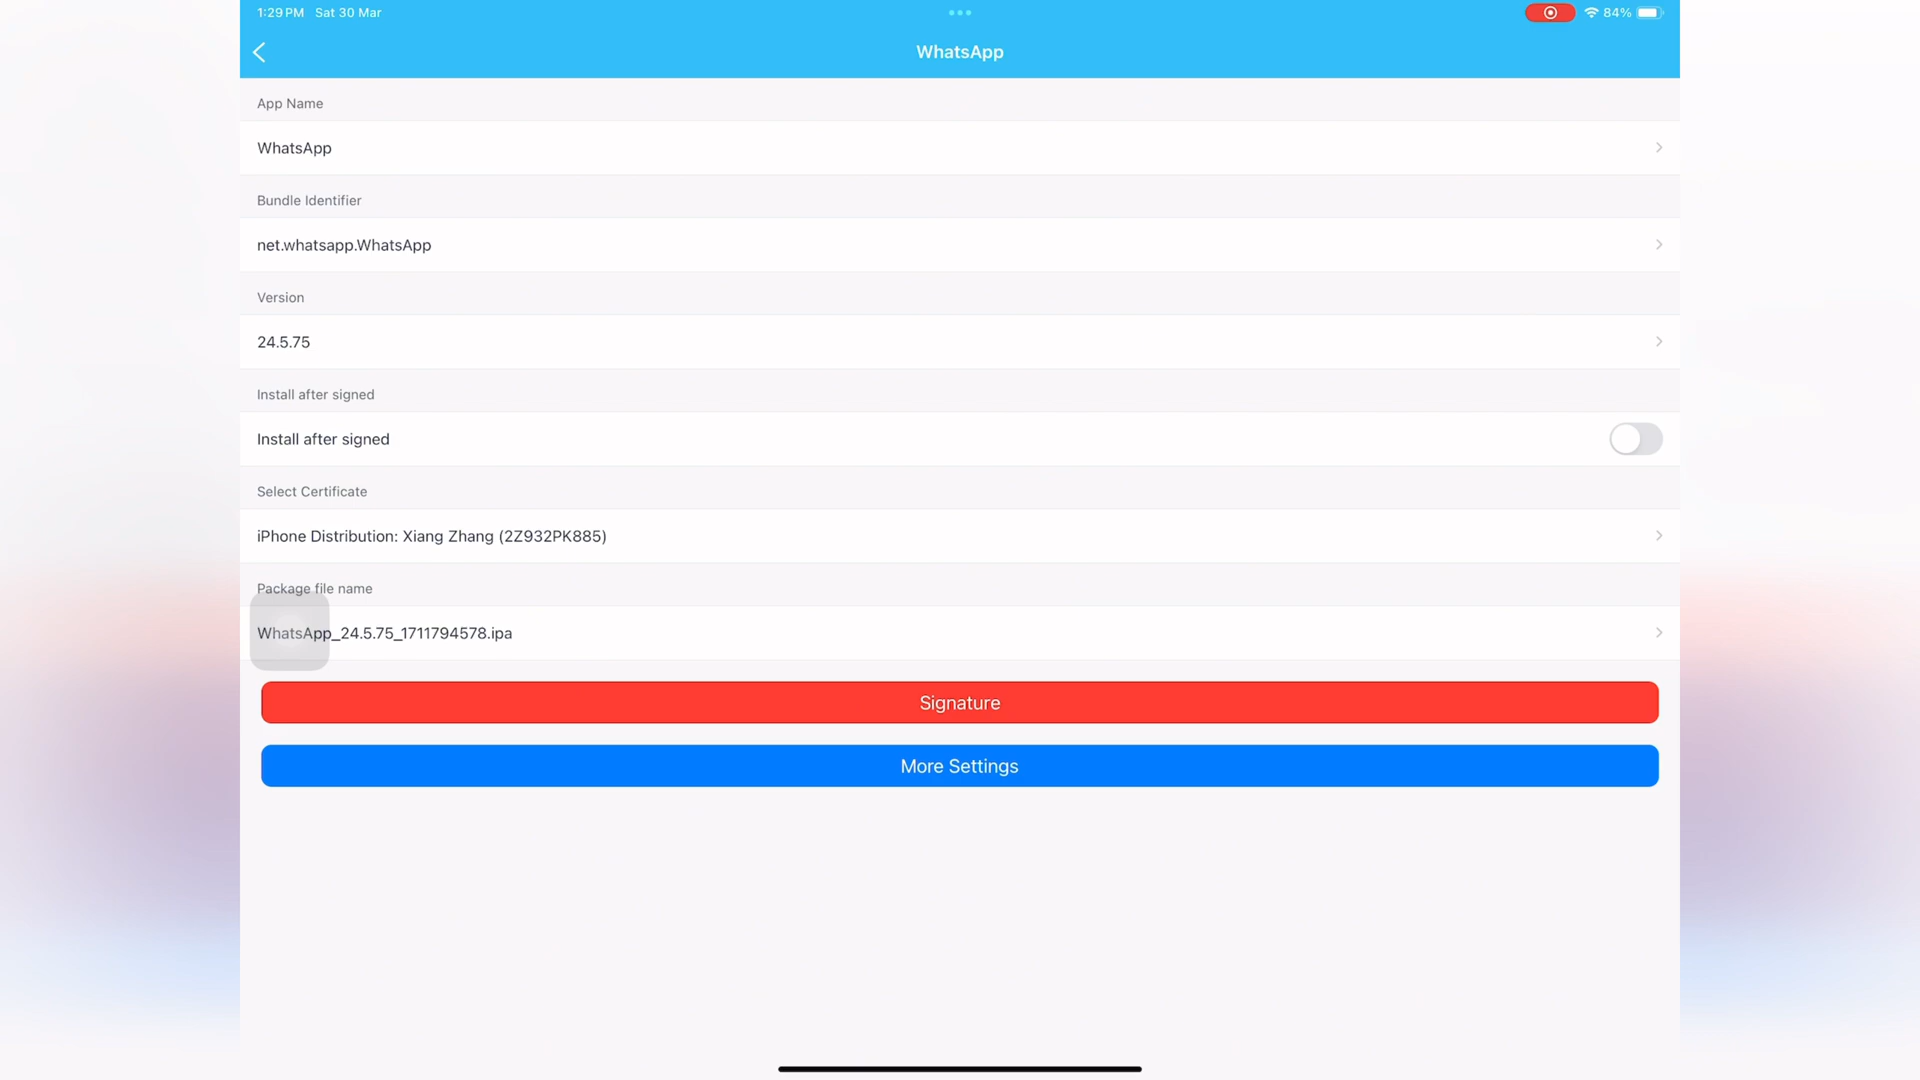 1:29 PM Sat 30 Mar
84%
WhatsApp
App Name
WhatsApp
Bundle Identifier
net.whatsapp.WhatsApp
Version
24.5.75
Install after signed
Install after signed
Select Certificate
iPhone Distribution: Xiang Zhang (2Z932PK885)
Package file name
WhatsApp_24.5.75_1711794578.ipa
Signature
More Settings